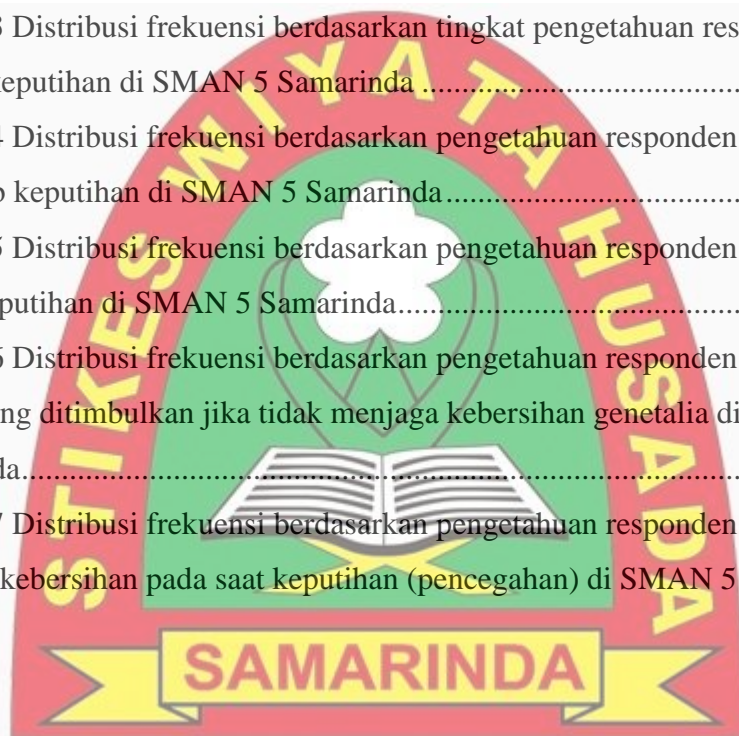 3 Distribusi frekuensi berdasarkan tingkat pengetahuan res
keputihan di SMAN 5 Samarinda ..............................
4 Distribusi frekuensi berdasarkan pengetahuan responden
b keputihan di SMAN 5 Samarinda ..............................
5 Distribusi frekuensi berdasarkan pengetahuan responden
putihan di SMAN 5 Samarinda..............................
6 Distribusi frekuensi berdasarkan pengetahuan responden
ng ditimbulkan jika tidak menjaga kebersihan genetalia di
da............................................................
7 Distribusi frekuensi berdasarkan pengetahuan responden
kebersihan pada saat keputihan (pencegahan) di SMAN 5
STIKES WIYATA HUSADA
SAMARINDA